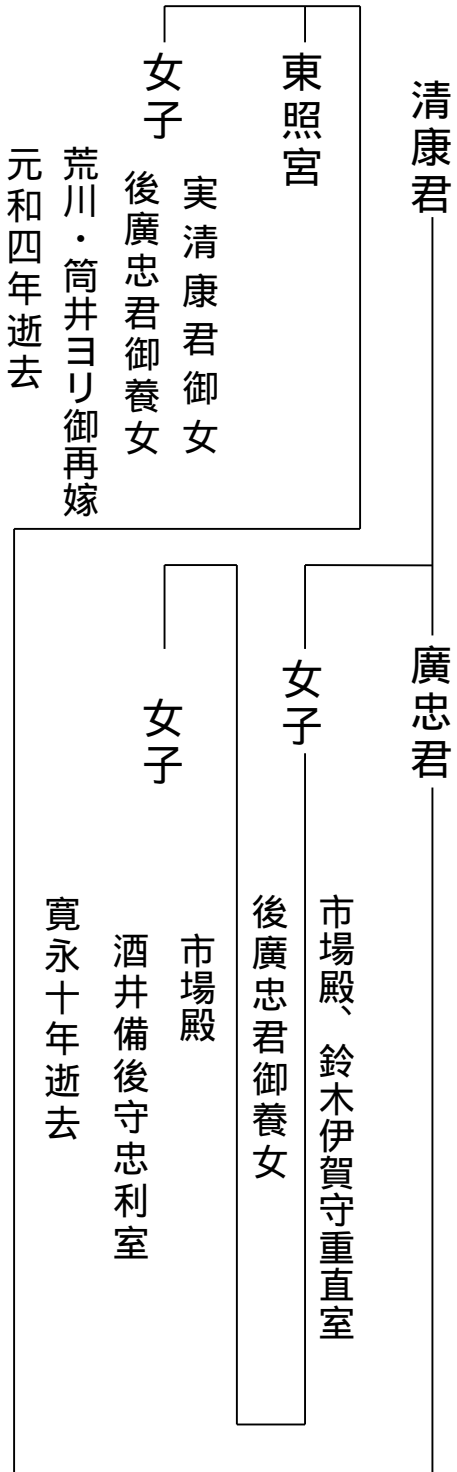 清康君
廣忠君
女子
市場殿、鈴木伊賀守重直室
後廣忠君御養女
女子
市場殿
酒井備後守忠利室
寛永十年逝去
東照宮
女子
実清康君御女
後廣忠君御養女
荒川・筒井ヨリ御再嫁
元和四年逝去